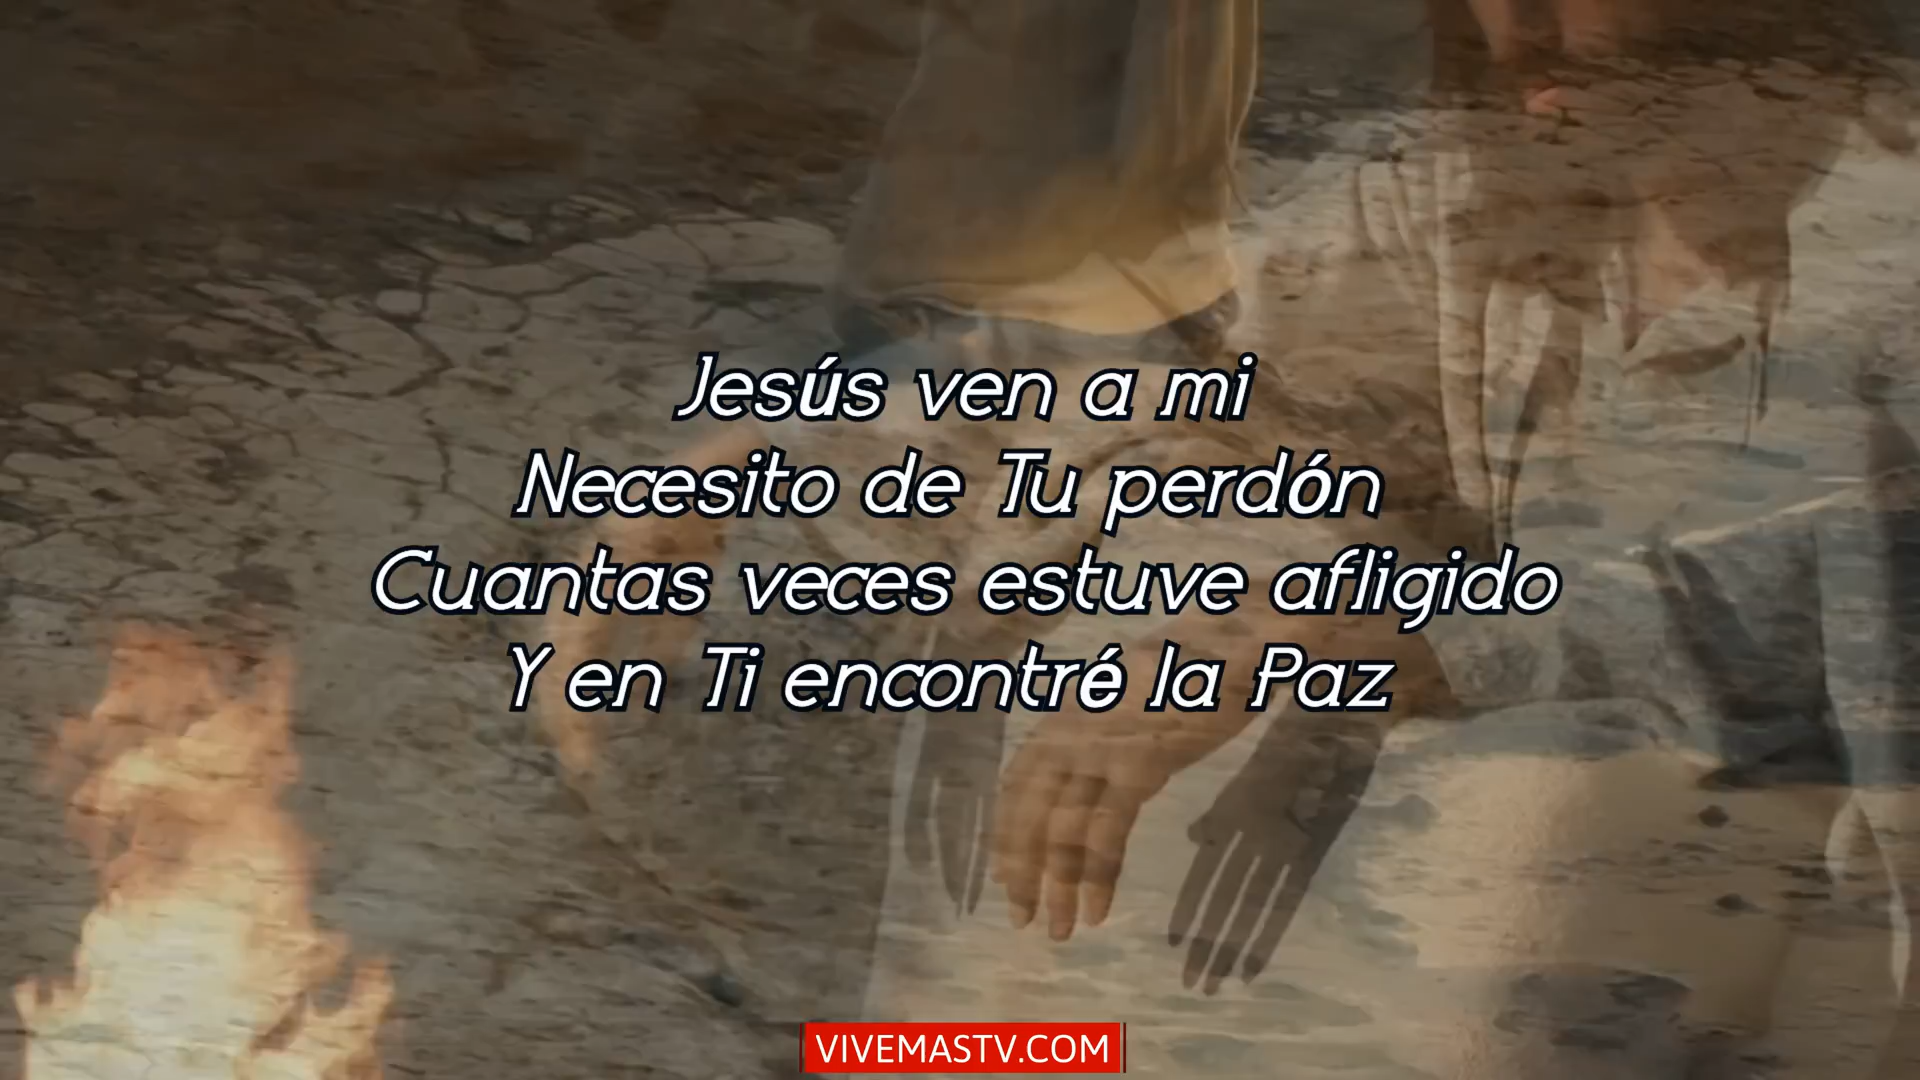 Jesús ven a mi
Necesito de Tu perdón
Cuantas veces estuve afligido
Y en Ti encontré la Paz
VIVEMASTV.COM